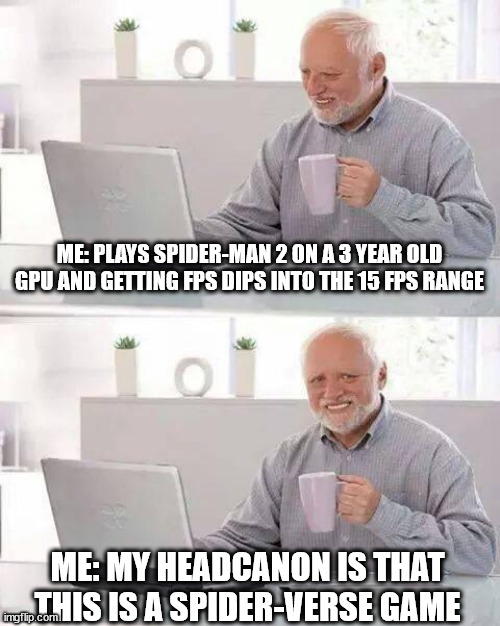 ME: PLAYS SPIDER-MAN 2 ON A 3 YEAR OLD
GPU AND GETTING FPS DIPS INTO THE 15 FPS RANGE
ME: MY HEADCANON IS THAT
THIS IS A SPIDER-VERSE GAME
imgflip.com